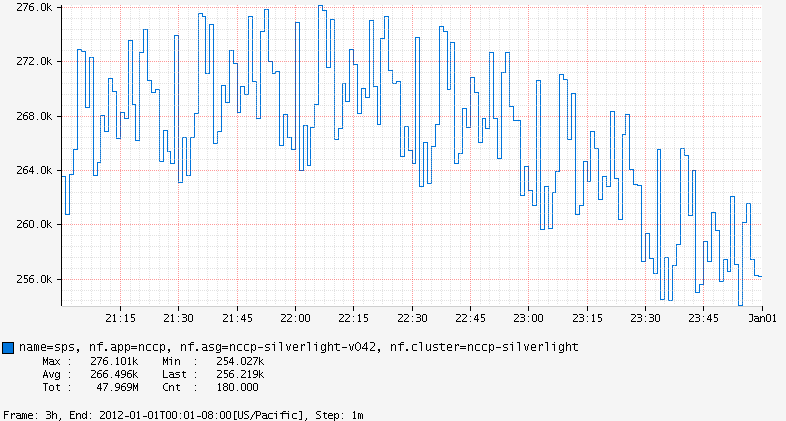 276.0k
272.0k
268.0k
264.0k
260.0k
256.0k
21:15 21:30 21:45 22:00 22:15 22:30 22:45 23:00 23:15 23:30 23:45 Jan01
name=sps, nf.app=nccp, nf.asg=nccp-silverlight-v042, nf.cluster=nccp-silverlight
Max : 276.101k Min : 254.027k
Avg : 266.496k Last : 256.219k
Tot : 47.969M Cnt : 180.000
Frame: 3h, End: 2012-01-01T00:01-08:00[US/Pacific], Step: 1m